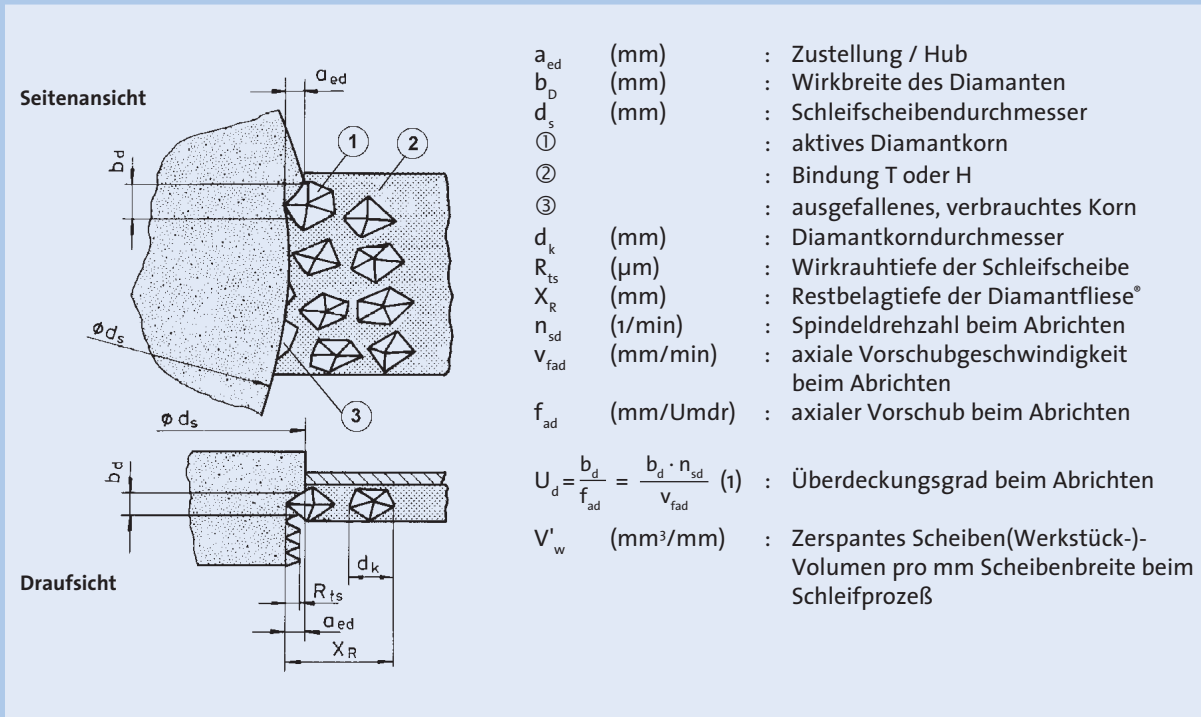 Seitenansicht
a_ed
b_d
1
2
ø d_s
3
ø d_s
b_d
Draufsicht
d_k
R_ts
a_ed
X_R
a_ed (mm) : Zustellung / Hub
b_D (mm) : Wirkbreite des Diamanten
d_s (mm) : Schleifscheibendurchmesser
① : aktives Diamantkorn
② : Bindung T oder H
③ : ausgefallenes, verbrauchtes Korn
d_k (mm) : Diamantkorndurchmesser
R_ts (µm) : Wirkrauhtiefe der Schleifscheibe
X_R (mm) : Restbelagtiefe der Diamantfliese®
n_sd (1/min) : Spindeldrehzahl beim Abrichten
v_fad (mm/min) : axiale Vorschubgeschwindigkeit
beim Abrichten
f_ad (mm/Umdr) : axialer Vorschub beim Abrichten
U_d = b_d / f_ad = b_d · n_sd / v_fad (1) : Überdeckungsgrad beim Abrichten
V'_w (mm³/mm) : Zerspantes Scheiben(Werkstück-)-
Volumen pro mm Scheibenbreite beim
Schleifprozeß